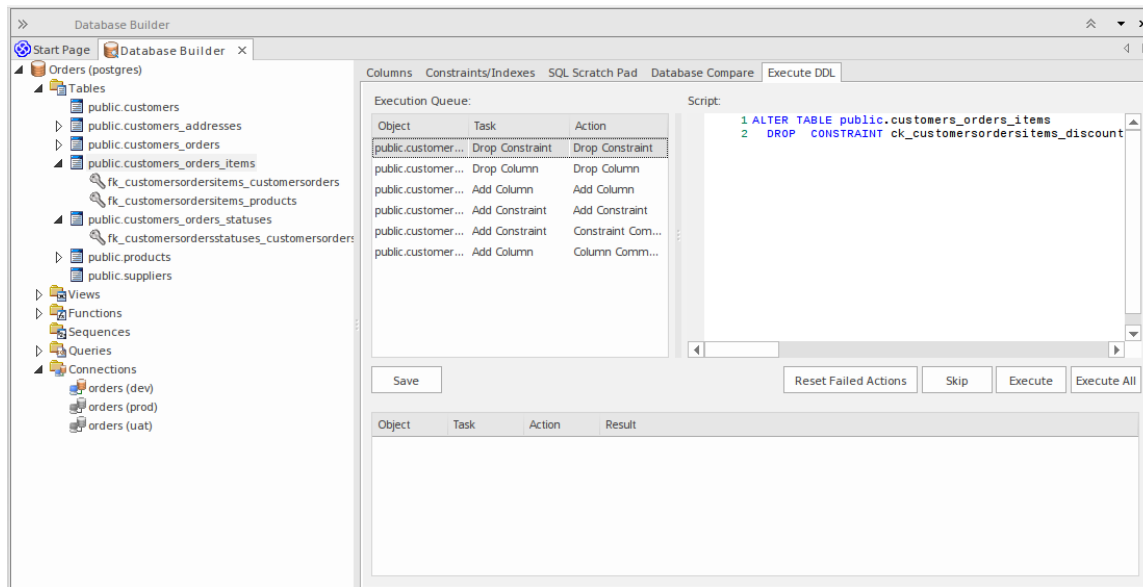 Database Builder
Start Page Database Builder X
Orders (postgres)
Tables
public.customers
public.customers_addresses
public.customers_orders
public.customers_orders_items
fk_customersordersitems_customersorders
fk_customersordersitems_products
public.customers_orders_statuses
fk_customersordersstatuses_customersorders
public.products
public.suppliers
Views
Functions
Sequences
Queries
Connections
orders (dev)
orders (prod)
orders (uat)
Columns Constraints/Indexes SQL Scratch Pad Database Compare Execute DDL
Execution Queue:
Object Task Action
public.customer... Drop Constraint Drop Constraint
public.customer... Drop Column Drop Column
public.customer... Add Column Add Column
public.customer... Add Constraint Add Constraint
public.customer... Add Constraint Constraint Com...
public.customer... Add Column Column Comm...
Script:
1 ALTER TABLE public.customers_orders_items
2 DROP CONSTRAINT ck_customersordersitems_discount
Save Reset Failed Actions Skip Execute Execute All
Object Task Action Result